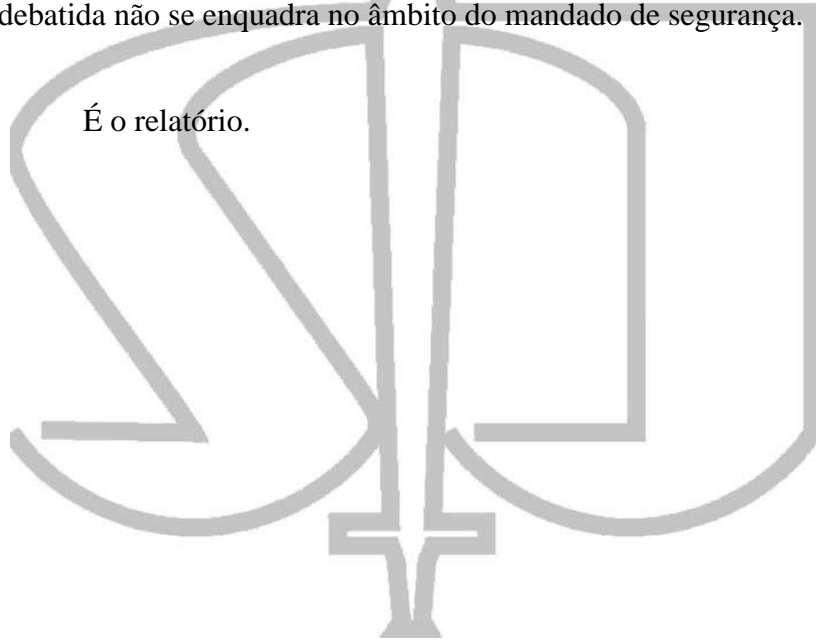 debatida não se enquadra no âmbito do mandado de segurança.
É o relatório.